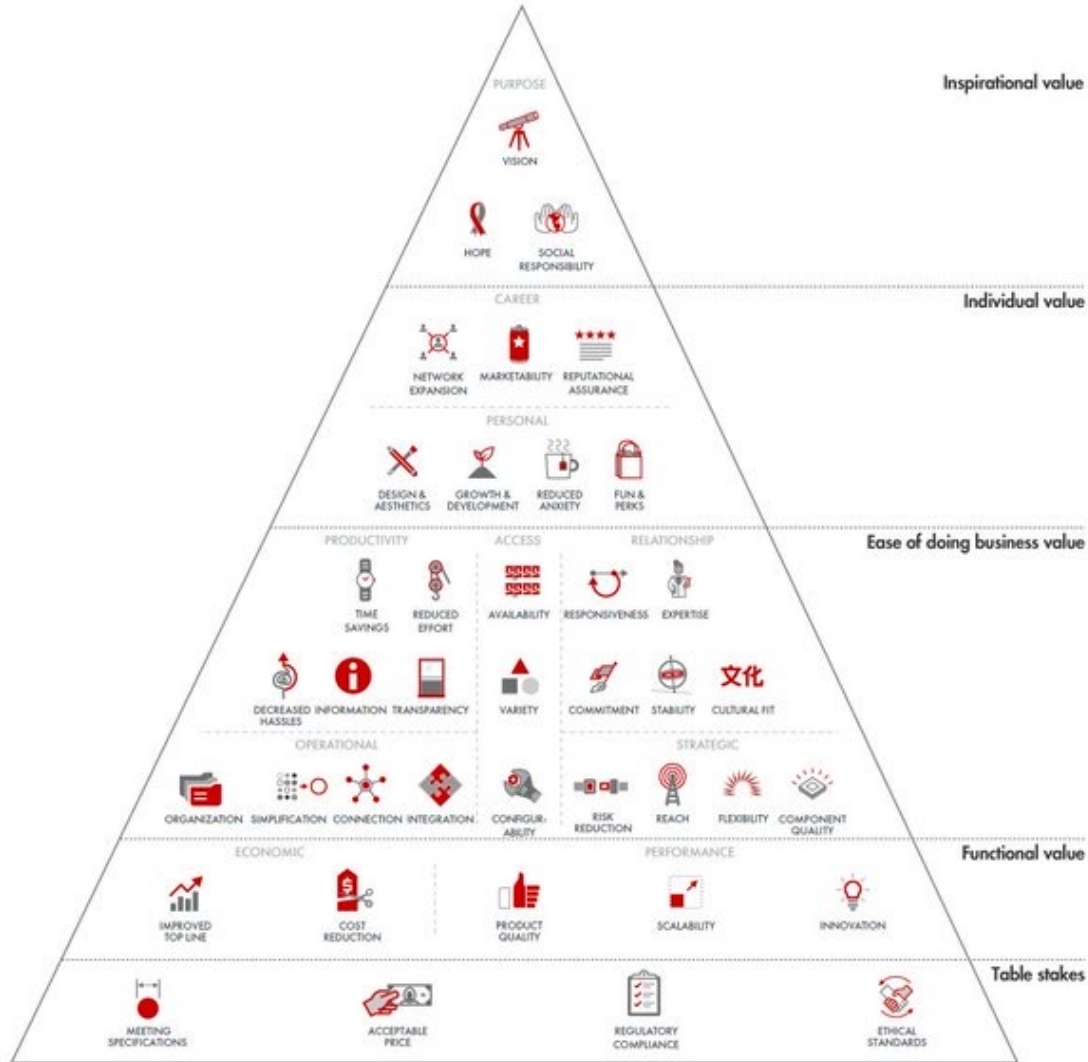 PURPOSE
Inspirational value
VISION
HOPE
SOCIAL
RESPONSIBILITY
CAREER
Individual value
NETWORK
EXPANSION
MARKETABILITY
REPUTATIONAL
ASSURANCE
PERSONAL
DESIGN &
AESTHETICS
GROWTH &
DEVELOPMENT
REDUCED
ANXIETY
FUN &
PERKS
PRODUCTIVITY
ACCESS
RELATIONSHIP
Ease of doing business value
TIME
SAVINGS
REDUCED
EFFORT
AVAILABILITY
RESPONSIVENESS
EXPERTISE
文化
DECREASED
HASSLES
INFORMATION
TRANSPARENCY
VARIETY
COMMITMENT
STABILITY
CULTURAL FIT
OPERATIONAL
STRATEGIC
ORGANIZATION
SIMPLIFICATION
CONNECTION
INTEGRATION
CONFIGUR-
ABILITY
RISK
REDUCTION
REACH
FLEXIBILITY
COMPONENT
QUALITY
ECONOMIC
PERFORMANCE
Functional value
$
IMPROVED
TOP LINE
COST
REDUCTION
PRODUCT
QUALITY
SCALABILITY
INNOVATION
Table stakes
MEETING
SPECIFICATIONS
ACCEPTABLE
PRICE
REGULATORY
COMPLIANCE
ETHICAL
STANDARDS